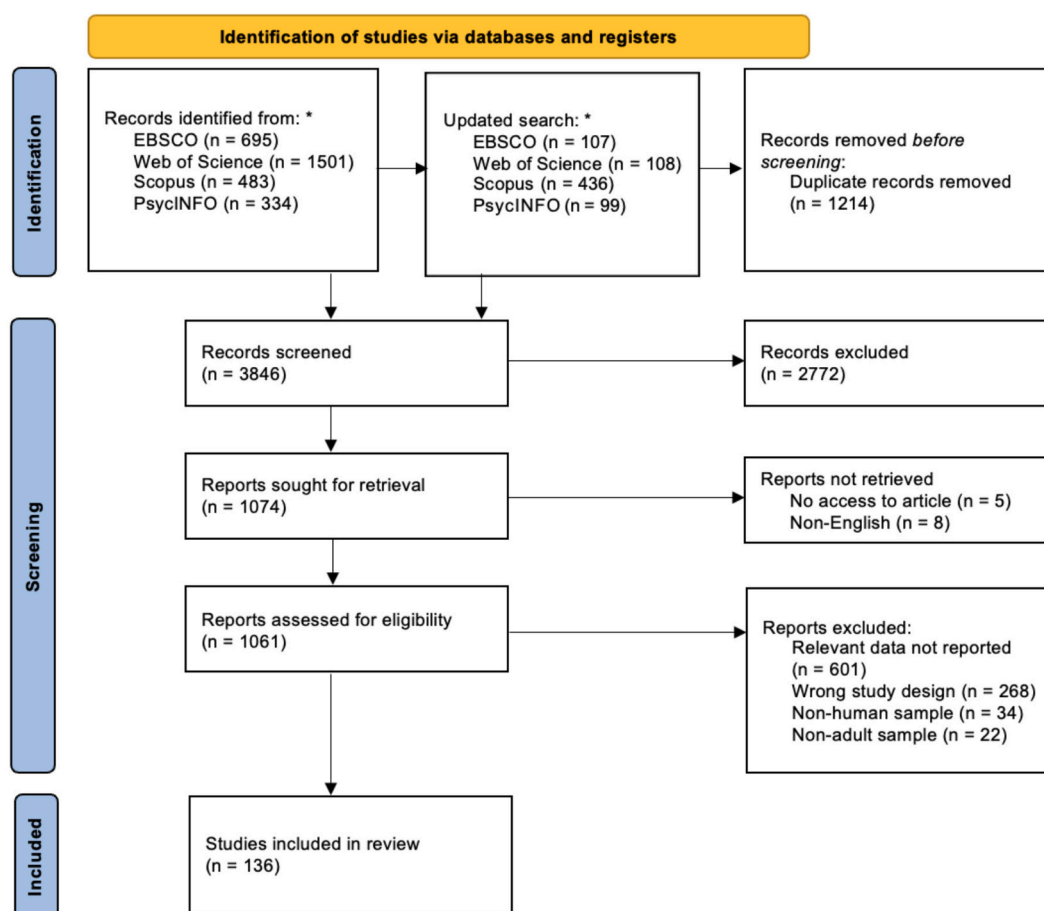 Identification of studies via databases and registers
Identification
Records identified from: *
EBSCO (n = 695)
Web of Science (n = 1501)
Scopus (n = 483)
PsycINFO (n = 334)
Updated search: *
EBSCO (n = 107)
Web of Science (n = 108)
Scopus (n = 436)
PsycINFO (n = 99)
Records removed before
screening:
Duplicate records removed
(n = 1214)
Screening
Records screened
(n = 3846)
Records excluded
(n = 2772)
Reports sought for retrieval
(n = 1074)
Reports not retrieved
No access to article (n = 5)
Non-English (n = 8)
Reports assessed for eligibility
(n = 1061)
Reports excluded:
Relevant data not reported
(n = 601)
Wrong study design (n = 268)
Non-human sample (n = 34)
Non-adult sample (n = 22)
Included
Studies included in review
(n = 136)